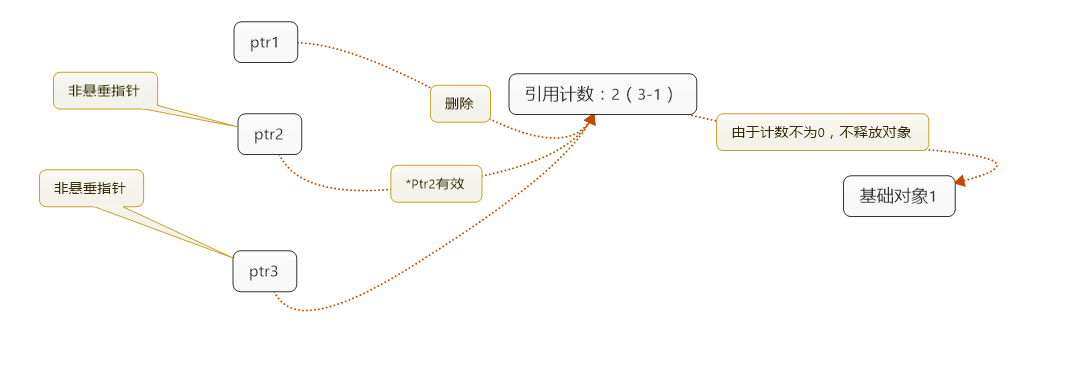 ptr1
非悬垂指针
删除
引用计数：2（3-1）
ptr2
由于计数不为0，不释放对象
非悬垂指针
*Ptr2有效
基础对象1
ptr3